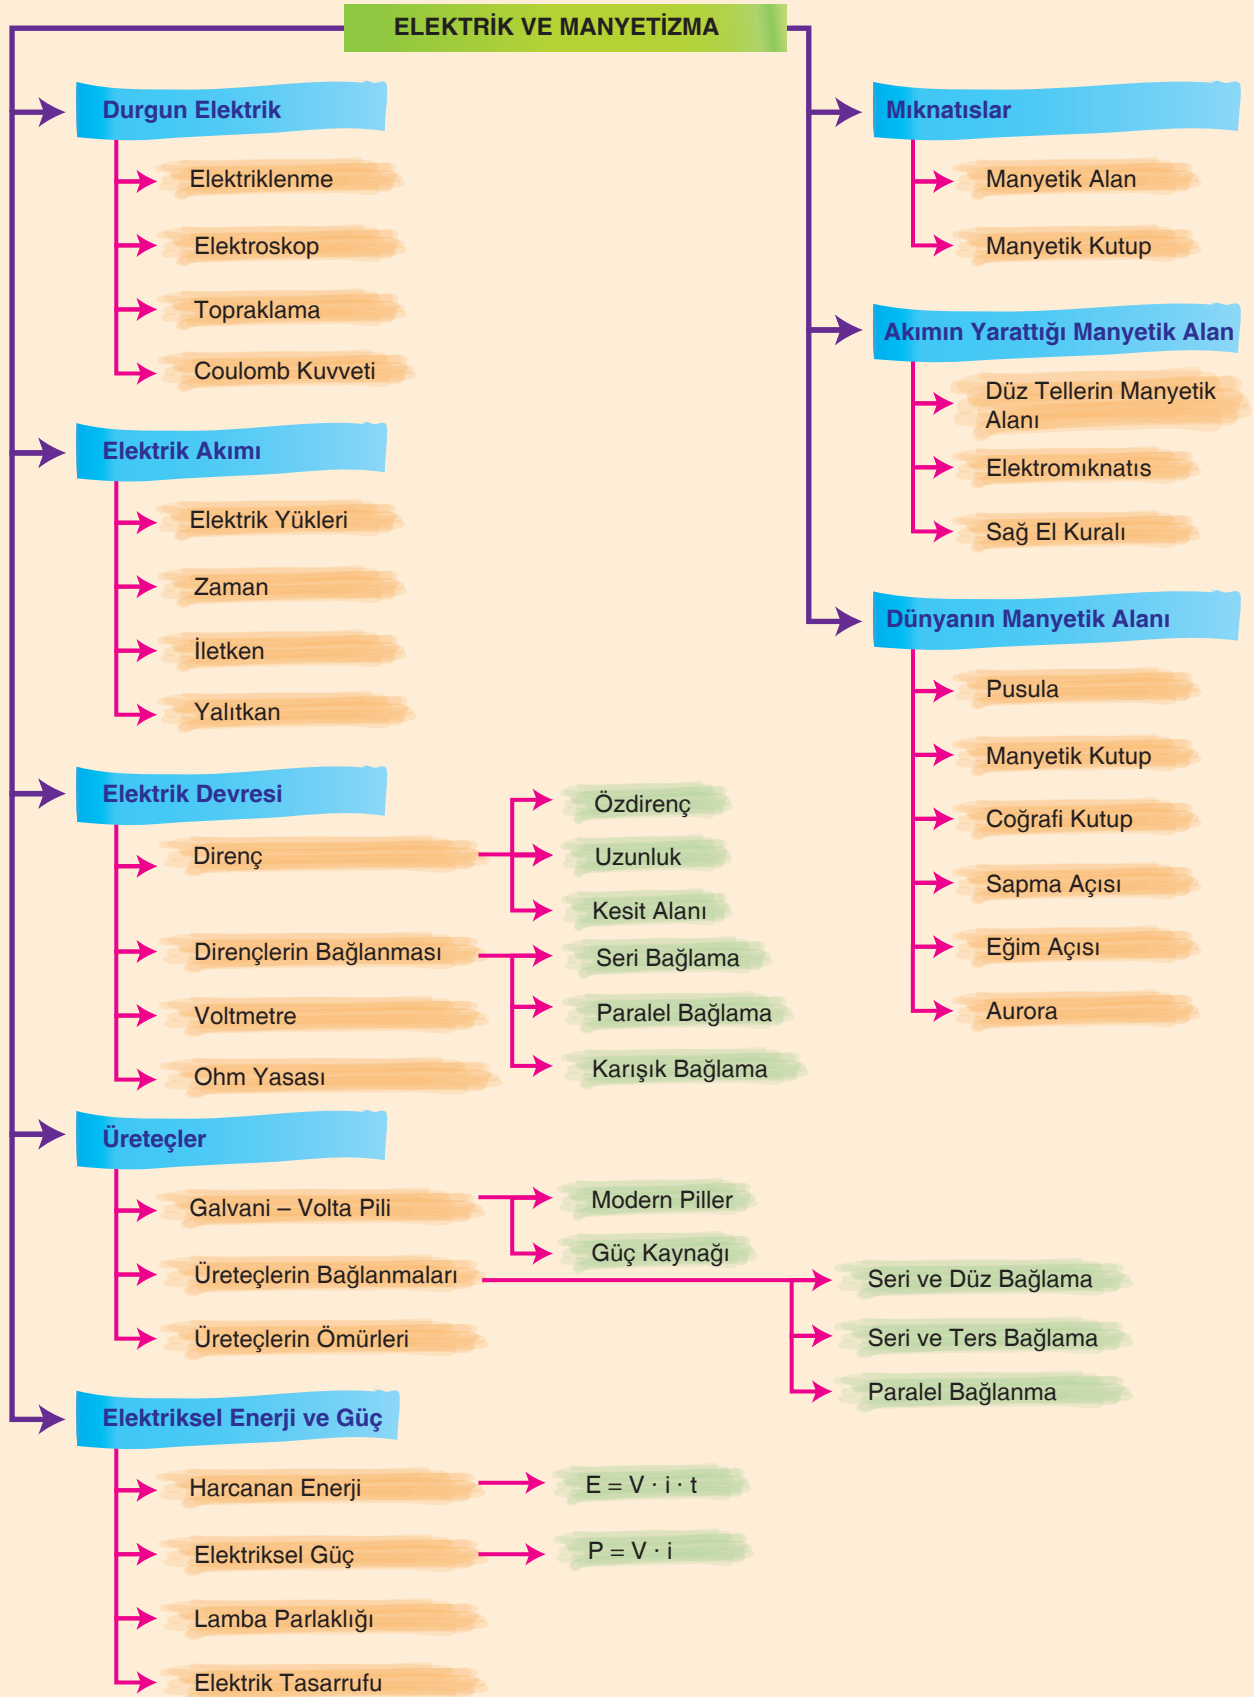 ELEKTRİK VE MANYETİZMA
Durgun Elektrik
Elektriklenme
Elektroskop
Topraklama
Coulomb Kuvveti
Elektrik Akımı
Elektrik Yükleri
Zaman
İletken
Yalıtkan
Elektrik Devresi
Direnç
Özdirenç
Uzunluk
Kesit Alanı
Dirençlerin Bağlanması
Seri Bağlama
Paralel Bağlama
Karışık Bağlama
Voltmetre
Ohm Yasası
Üreteçler
Galvani – Volta Pili
Modern Piller
Güç Kaynağı
Üreteçlerin Bağlanmaları
Seri ve Düz Bağlama
Seri ve Ters Bağlama
Paralel Bağlanma
Üreteçlerin Ömürleri
Elektriksel Enerji ve Güç
Harcanan Enerji
E = V · i · t
Elektriksel Güç
P = V · i
Lamba Parlaklığı
Elektrik Tasarrufu
Mıknatıslar
Manyetik Alan
Manyetik Kutup
Akımın Yarattığı Manyetik Alan
Düz Tellerin Manyetik
Alanı
Elektromıknatıs
Sağ El Kuralı
Dünyanın Manyetik Alanı
Pusula
Manyetik Kutup
Coğrafi Kutup
Sapma Açısı
Eğim Açısı
Aurora